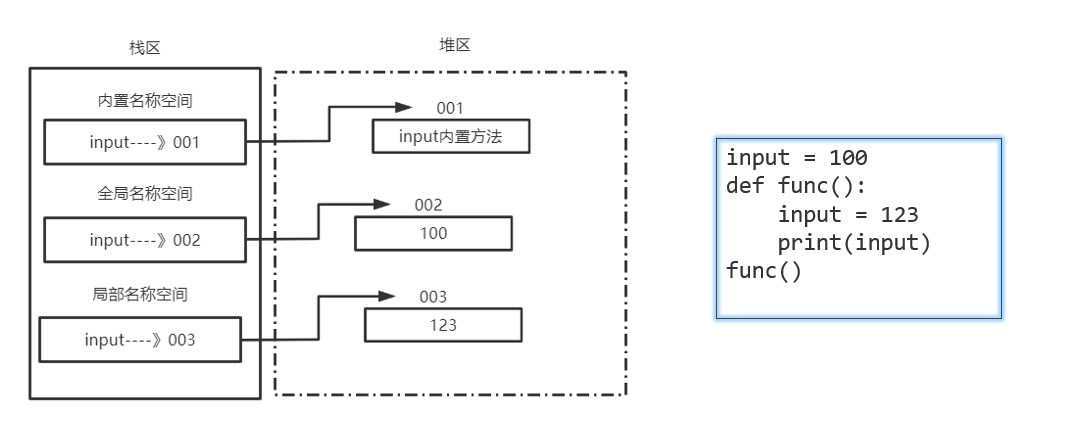 栈区
堆区
内置名称空间
input----》001
001
input内置方法
全局名称空间
input----》002
002
100
局部名称空间
input----》003
003
123
input = 100
def func():
    input = 123
    print(input)
func()